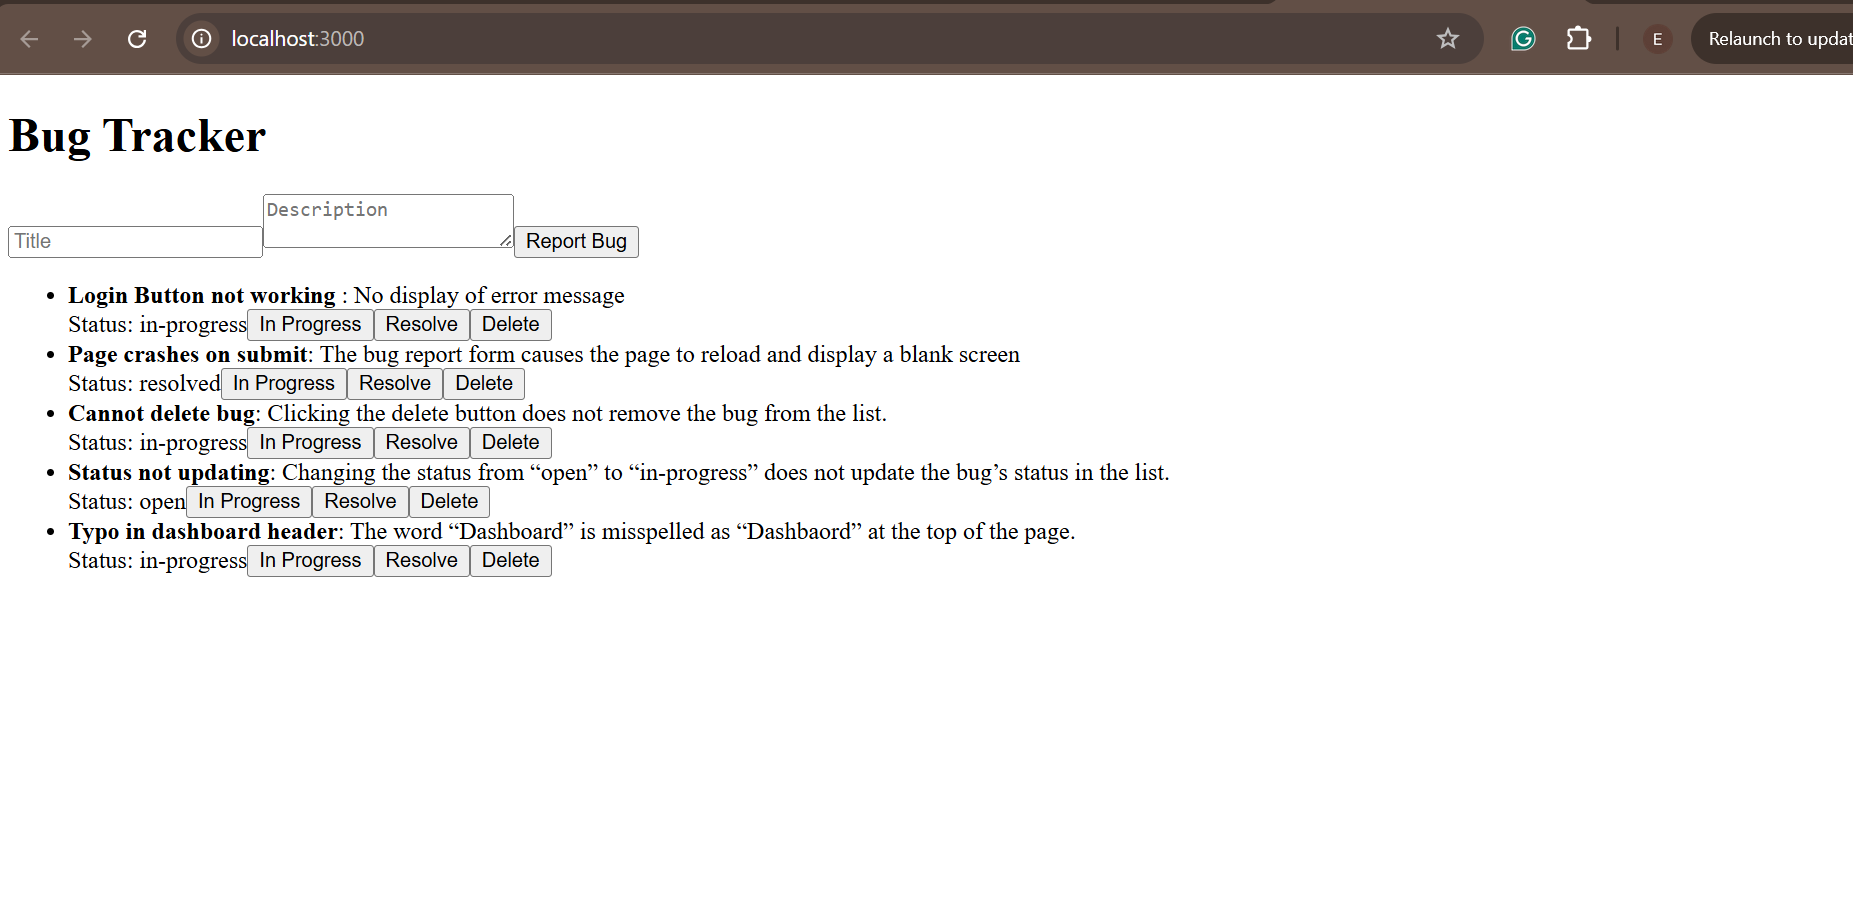 localhost:3000
E
Relaunch to updat
Bug Tracker
Title
Description
Report Bug
Login Button not working : No display of error message
Status: in-progress In Progress Resolve Delete
Page crashes on submit: The bug report form causes the page to reload and display a blank screen
Status: resolved In Progress Resolve Delete
Cannot delete bug: Clicking the delete button does not remove the bug from the list.
Status: in-progress In Progress Resolve Delete
Status not updating: Changing the status from “open” to “in-progress” does not update the bug’s status in the list.
Status: open In Progress Resolve Delete
Typo in dashboard header: The word “Dashboard” is misspelled as “Dashbaord” at the top of the page.
Status: in-progress In Progress Resolve Delete